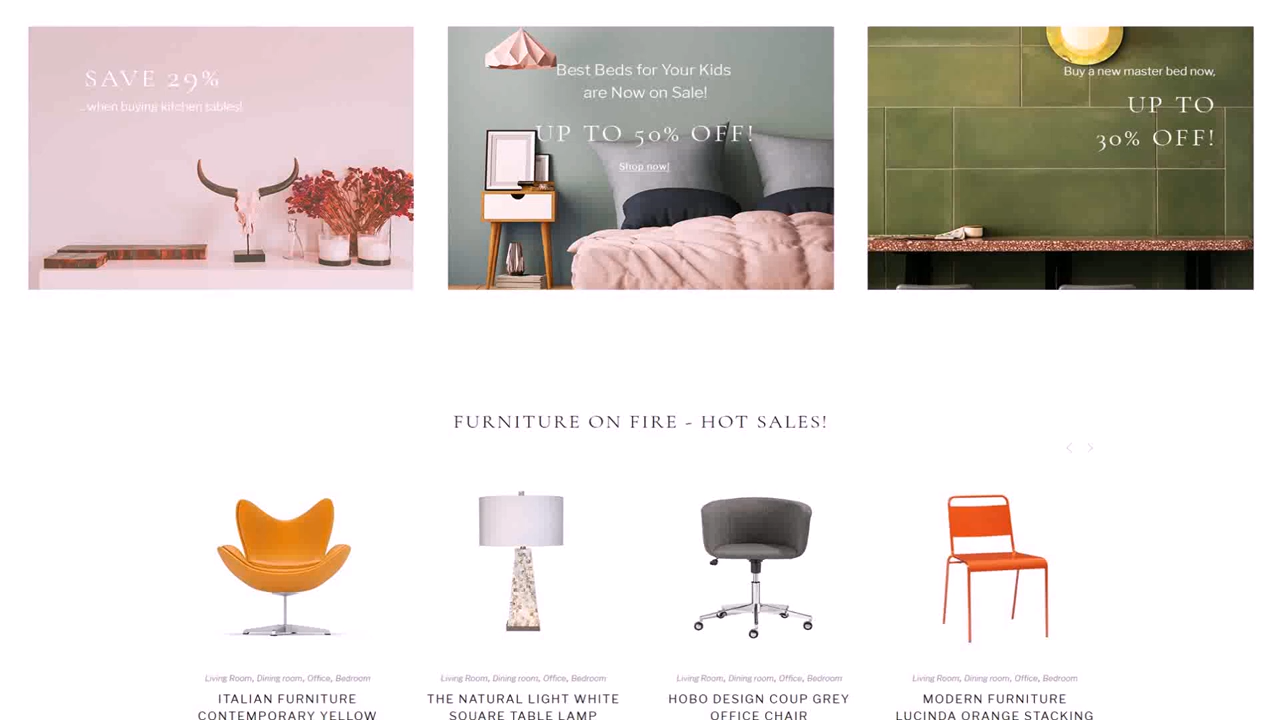 SAVE 29%
...when buying kitchen tables!
Best Beds for Your Kids
are Now on Sale!
UP TO 50% OFF!
Shop now!
Buy a new master bed now,
UP TO
30% OFF!
FURNITURE ON FIRE - HOT SALES!
Living Room, Dining room, Office, Bedroom
ITALIAN FURNITURE
CONTEMPORARY YELLOW
Living Room, Dining room, Office, Bedroom
THE NATURAL LIGHT WHITE
SQUARE TABLE LAMP
Living Room, Dining room, Office, Bedroom
HOBO DESIGN COUP GREY
OFFICE CHAIR
Living Room, Dining room, Office, Bedroom
MODERN FURNITURE
LUCINDA ORANGE STACKING